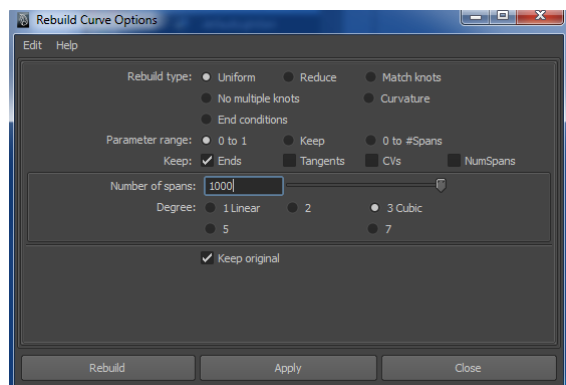 Rebuild Curve Options
Edit Help
Rebuild type: Uniform Reduce Match knots
No multiple knots Curvature
End conditions
Parameter range: 0 to 1 Keep 0 to #Spans
Keep: Ends Tangents CVs NumSpans
Number of spans: 1000
Degree: 1 Linear 2 3 Cubic
5 7
Keep original
Rebuild Apply Close